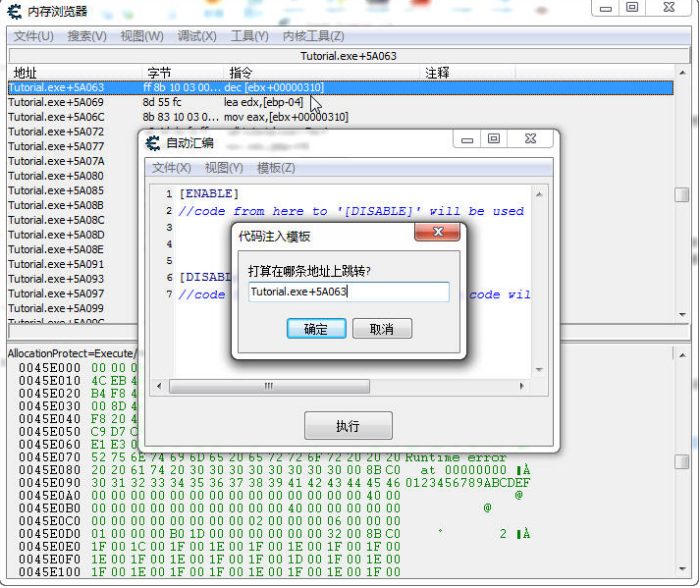 内存浏览器
文件(U) 搜索(V) 视图(W) 调试(X) 工具(Y) 内核工具(Z)
Tutorial.exe+5A063
地址 字节 指令 注释
Tutorial.exe+5A063 ff 8b 10 03 00... dec [ebx+00000310]
Tutorial.exe+5A069 8d 55 fc lea edx,[ebp-04]
Tutorial.exe+5A06C 8b 83 10 03 0... mov eax,[ebx+00000310]
Tutorial.exe+5A072
Tutorial.exe+5A077
Tutorial.exe+5A07A
Tutorial.exe+5A080
Tutorial.exe+5A085
Tutorial.exe+5A08B
Tutorial.exe+5A08C
Tutorial.exe+5A08D
Tutorial.exe+5A08E
Tutorial.exe+5A091
Tutorial.exe+5A093
Tutorial.exe+5A097
Tutorial.exe+5A099
自动汇编
文件(X) 视图(Y) 模板(Z)
1 [ENABLE]
2 //code from here to '[DISABLE]' will be used
3
4
5
6 [DISABL
7 //code code wil
代码注入模板
打算在哪条地址上跳转?
Tutorial.exe+5A063
确定 取消
执行
AllocationProtect=Execute/
0045E000 00 00 0
0045E010 4C EB 4
0045E020 B4 F8 4
0045E030 00 8D 4
0045E040 F8 20 4
0045E050 C9 D7 C
0045E060 E1 E3 0
0045E070 52 75 6E 74 69 6D 65 20 65 72 72 6F 72 20 20 20 Runtime error
0045E080 20 20 61 74 20 30 30 30 30 30 30 30 30 00 8B C0 at 00000000
0045E090 30 31 32 33 34 35 36 37 38 39 41 42 43 44 45 46 0123456789ABCDEF
0045E0A0 00 00 00 00 00 00 00 00 00 00 00 00 00 00 00 40 @
0045E0B0 00 00 00 00 00 00 00 00 40 00 00 00 00 00 00 00 @
0045E0C0 00 00 00 00 00 00 02 00 00 00 06 00 00 00
0045E0D0 01 00 00 00 B0 1D 00 00 00 00 00 00 32 00 8B C0 ° 2
0045E0E0 1F 00 1C 00 1F 00 1E 00 1F 00 1E 00 1F 00 1F 00
0045E0F0 1E 00 1F 00 1E 00 1F 00 1F 00 1D 00 1F 00 1E 00
0045E100 1F 00 1E 00 1F 00 1F 00 1E 00 1F 00 1E 00 1F 00